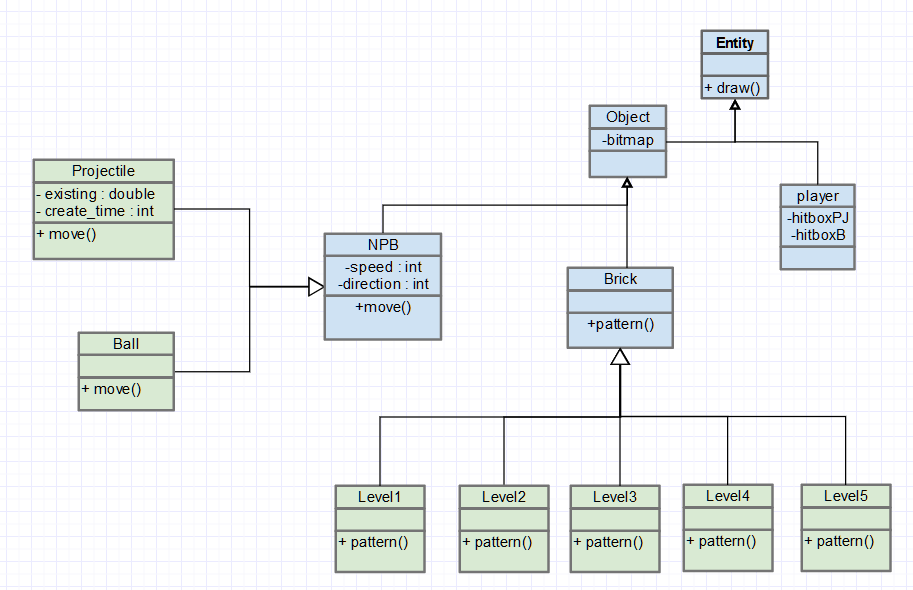 Entity
+ draw()
Object
-bitmap
Projectile
- existing : double
- create_time : int
+ move()
player
-hitboxPJ
-hitboxB
NPB
-speed : int
-direction : int
+move()
Brick
+pattern()
Ball
+ move()
Level1
+ pattern()
Level2
+ pattern()
Level3
+ pattern()
Level4
+ pattern()
Level5
+ pattern()